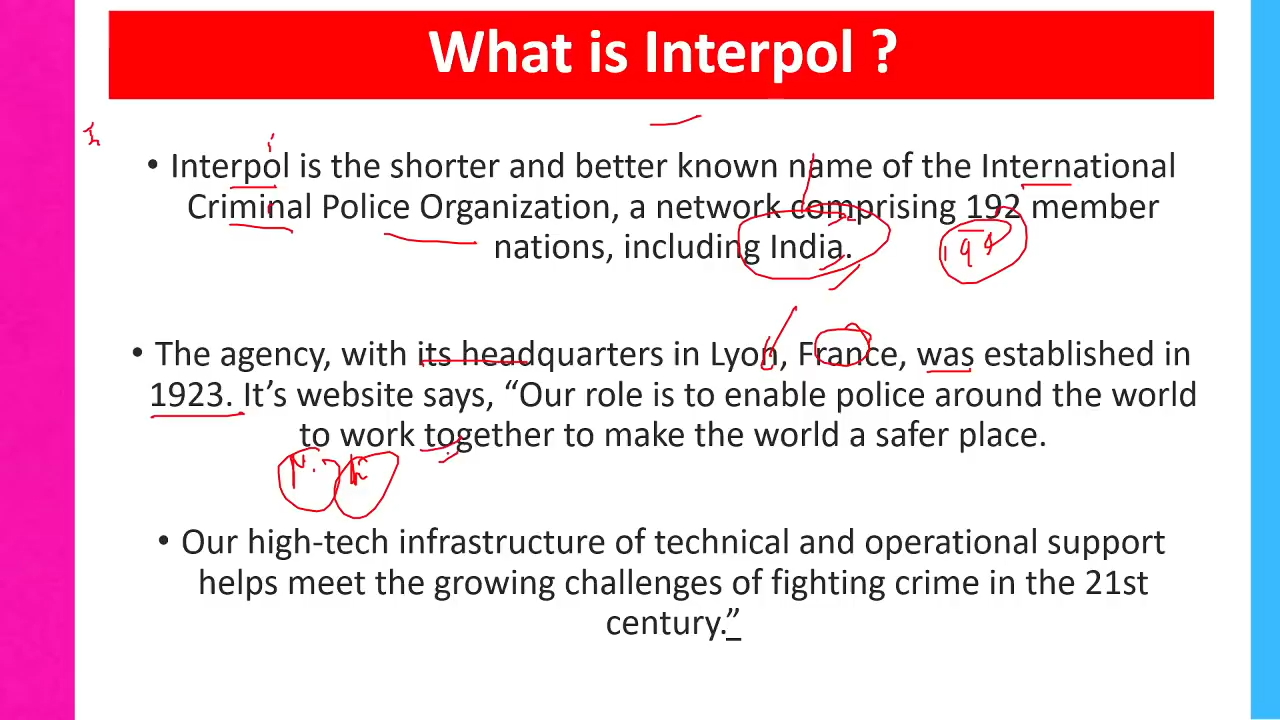 What is Interpol ?
• Interpol is the shorter and better known name of the International
Criminal Police Organization, a network comprising 192 member
nations, including India.
• The agency, with its headquarters in Lyon, France, was established in
1923. It’s website says, “Our role is to enable police around the world
to work together to make the world a safer place.
• Our high-tech infrastructure of technical and operational support
helps meet the growing challenges of fighting crime in the 21st
century.”